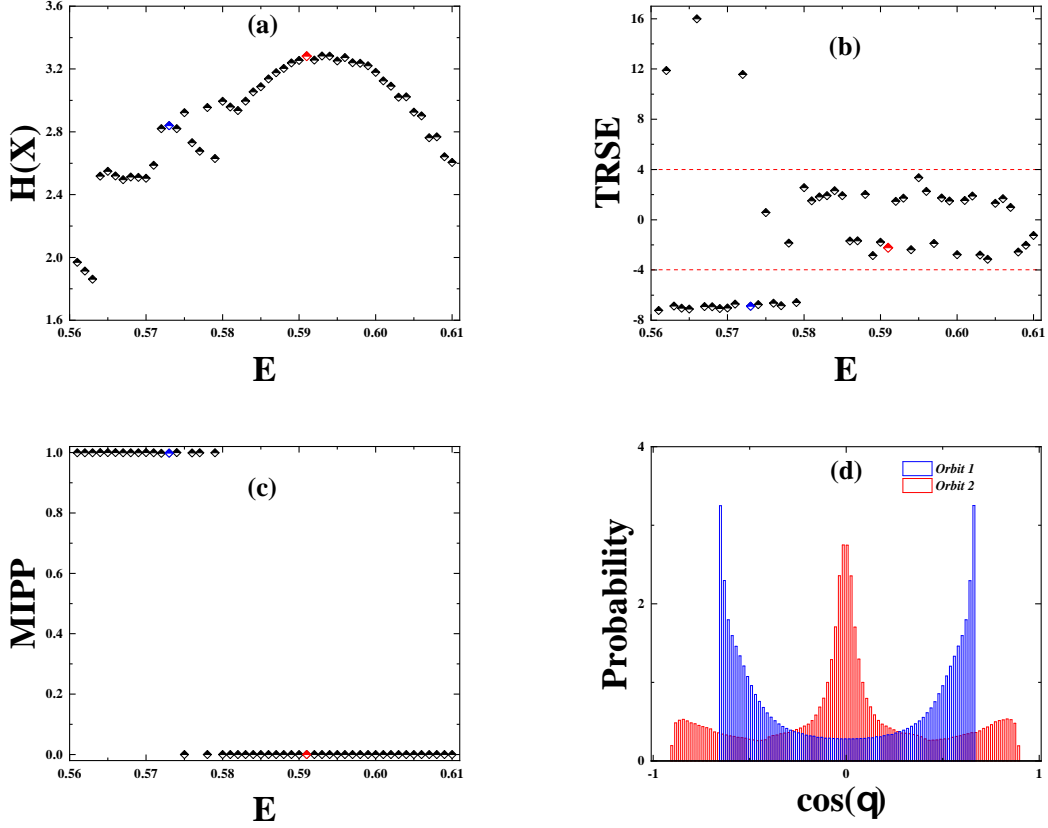 3.6
3.2
2.8
2.4
2.0
1.6
H(X)
(a)
0.56 0.57 0.58 0.59 0.60 0.61
E
16
12
8
4
0
-4
-8
TRSE
(b)
0.56 0.57 0.58 0.59 0.60 0.61
E
1.0
0.8
0.6
0.4
0.2
0.0
MIPP
(c)
0.56 0.57 0.58 0.59 0.60 0.61
E
4
2
0
Probability
(d)
Orbit 1
Orbit 2
-1 0 1
cos(q)